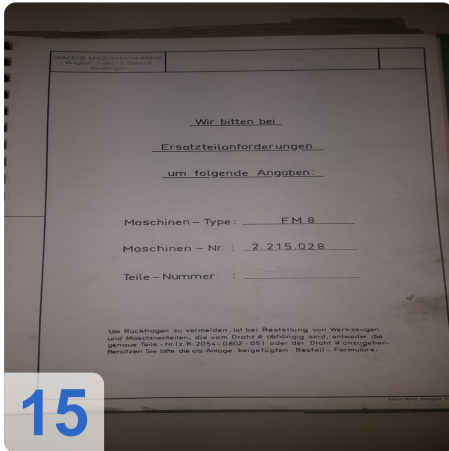 WAFIOS MASCHINENFABRIK
Wagner, & Schmid
Reutlingen
Wir bitten bei
Ersatzteilanforderungen
um folgende Angaben:
Maschinen – Type : FM 8
Maschinen – Nr. : 2.215.028
Teile – Nummer :
Um Rückfragen zu vermeiden, ist bei Bestellung von Werkzeugen
und Maschinenteilen, die vom Draht ø abhängig sind, entweder die
genaue Teile – Nr. (z. B. 2054 – 0802 – 05) oder der Draht ø anzugeben.
Benützen Sie bitte die als Anlage beigefügten Bestell – Formulare.
15